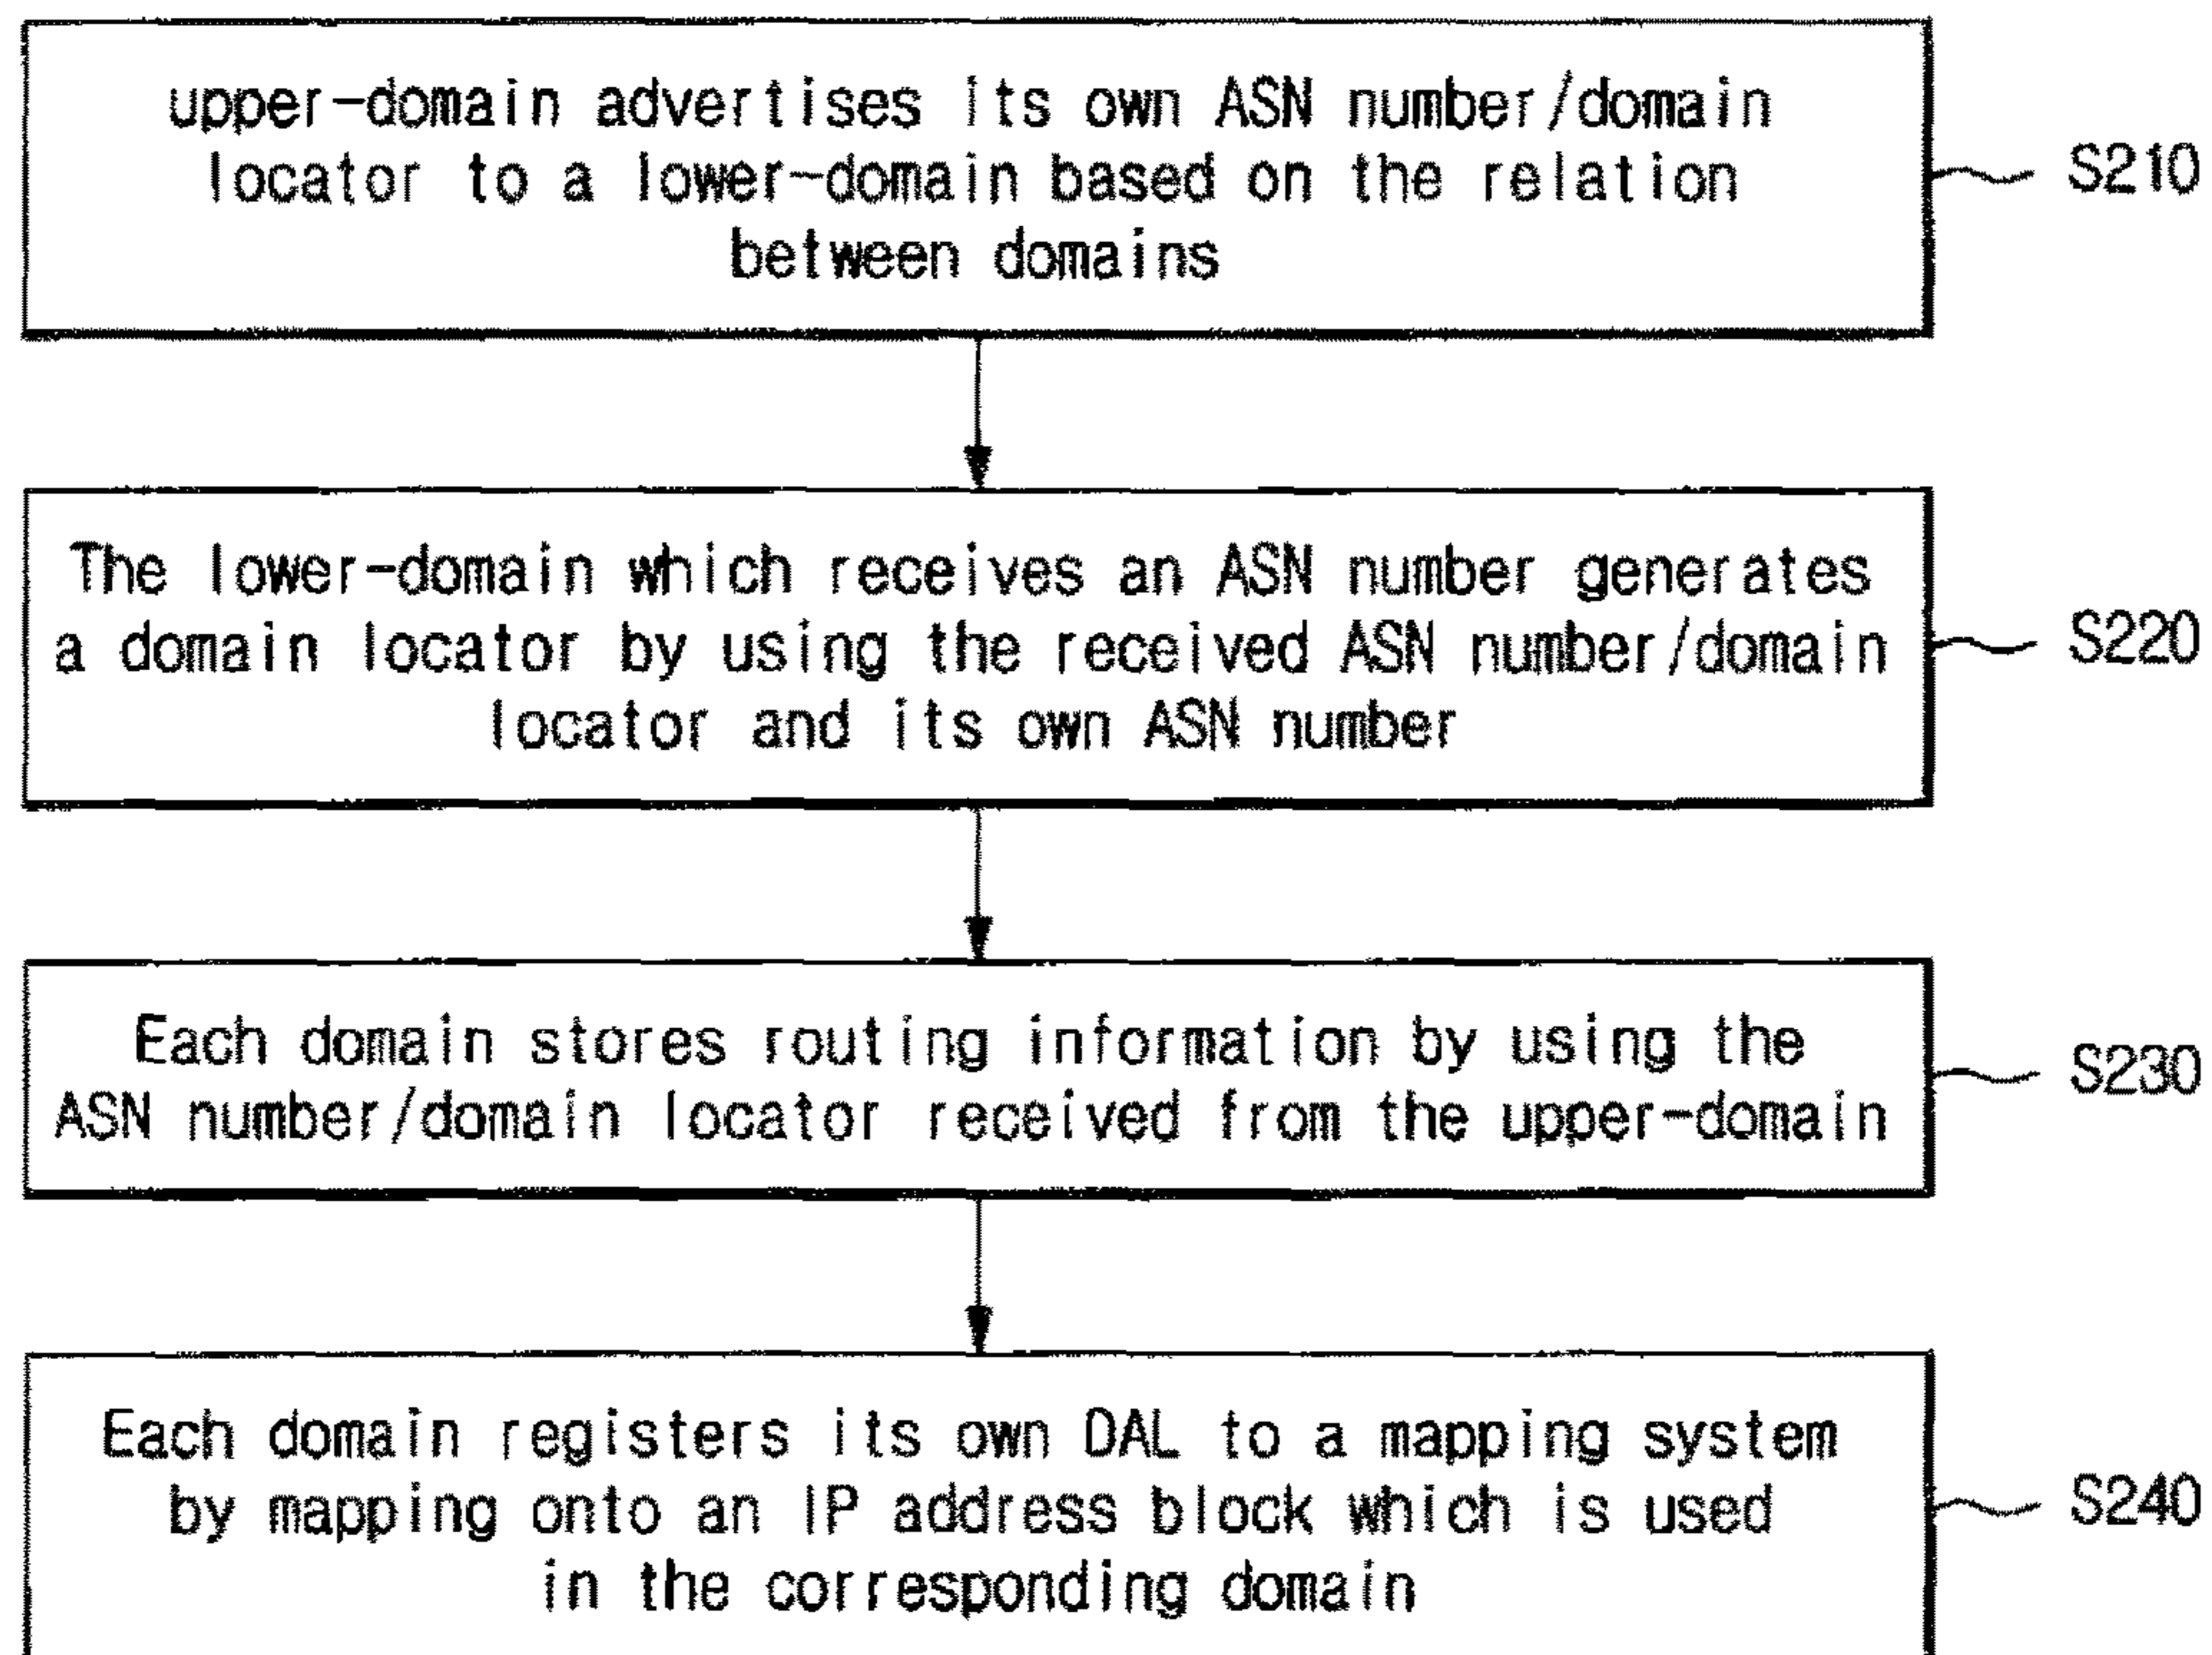 upper-domain advertises its own ASN number/domain
locator to a lower-domain based on the relation
between domains
S210
The lower-domain which receives an ASN number generates
a domain locator by using the received ASN number/domain
locator and its own ASN number
S220
Each domain stores routing information by using the
ASN number/domain locator received from the upper-domain
S230
Each domain registers its own DAL to a mapping system
by mapping onto an IP address block which is used
in the corresponding domain
S240